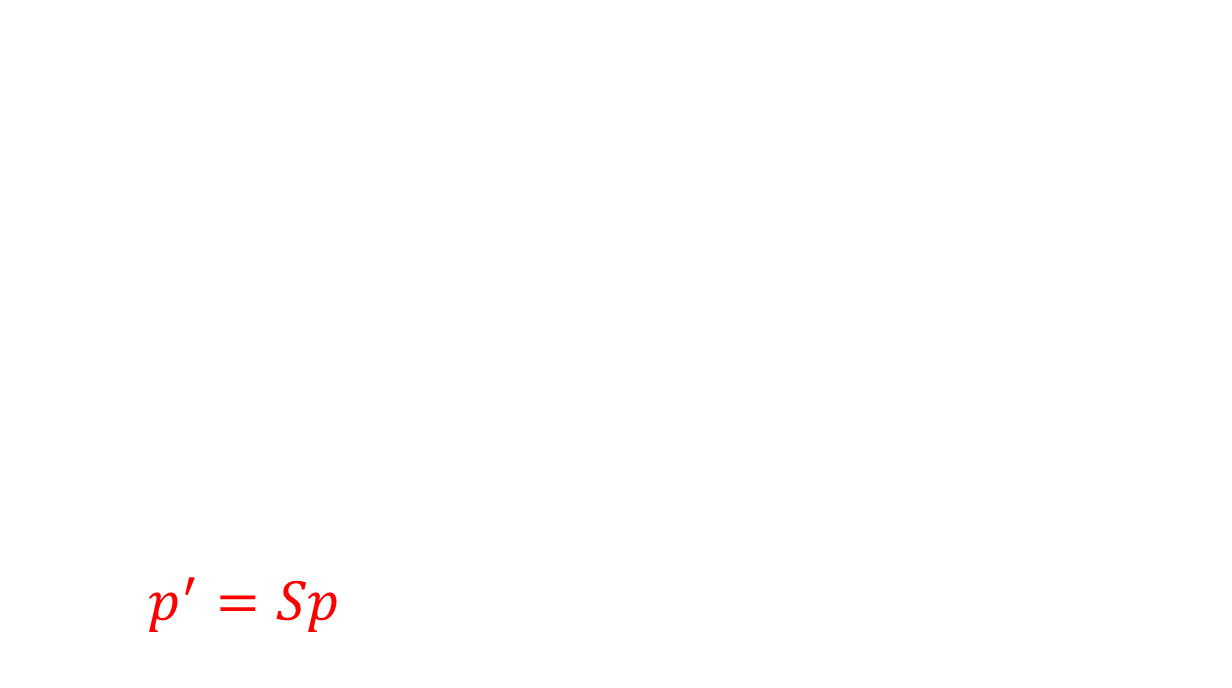 p′ = Sp